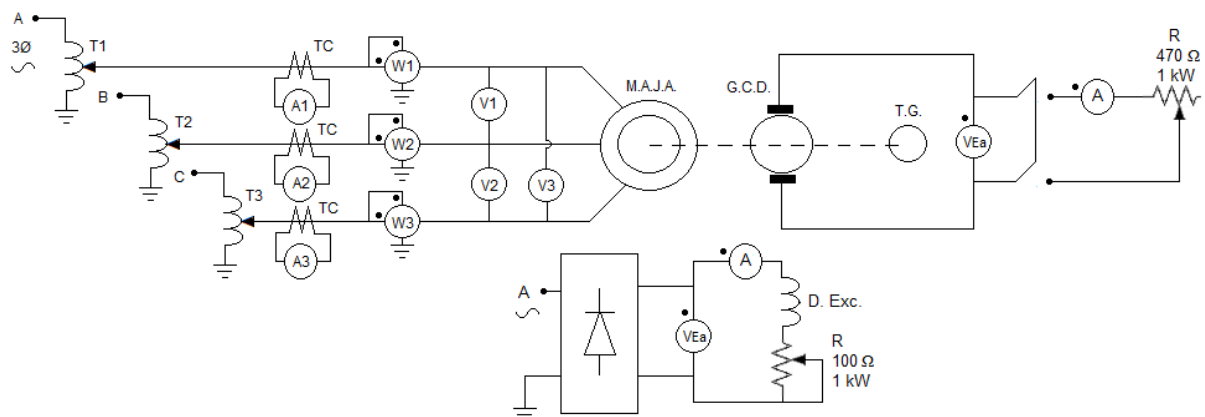 A
3Ø
T1
TC
A1
W1
V1
M.A.J.A.
G.C.D.
T.G.
VEa
A
R
470 Ω
1 kW
B
T2
TC
A2
W2
V2
V3
C
T3
TC
A3
W3
A
A
VEa
D. Exc.
R
100 Ω
1 kW